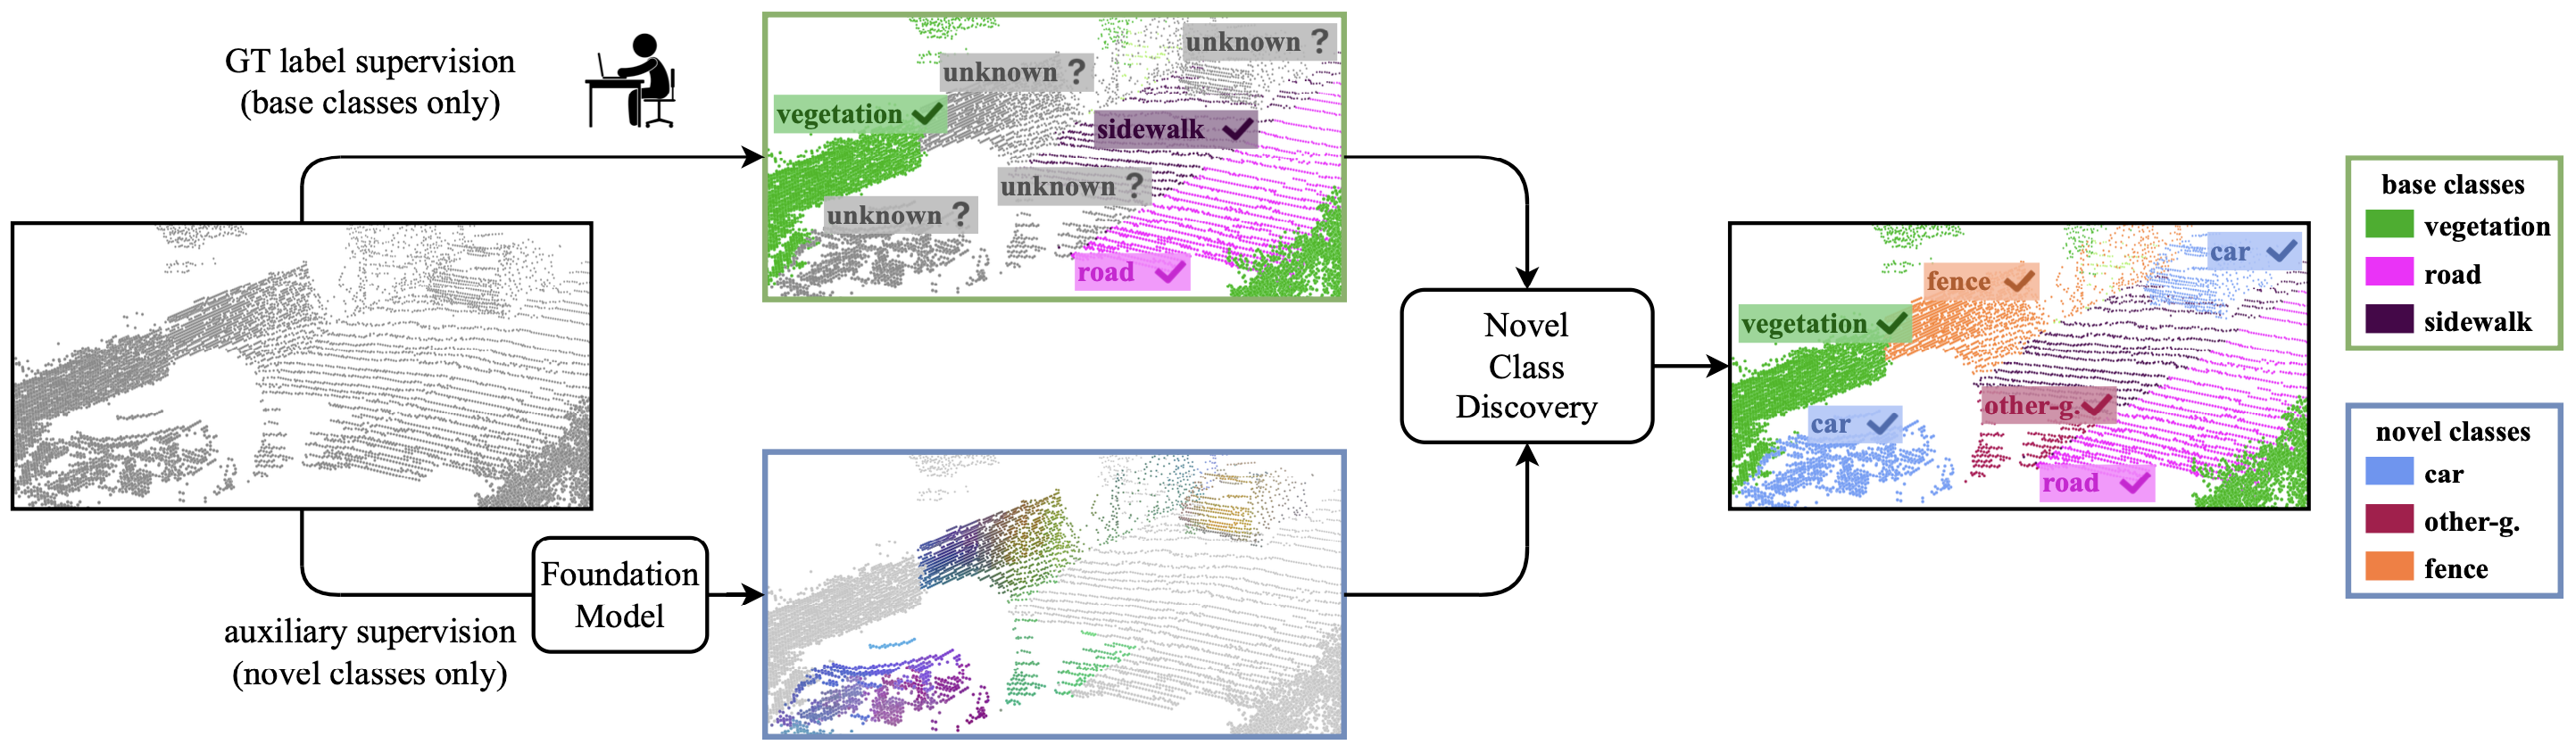 GT label supervision
(base classes only)
unknown ?
unknown ?
vegetation
sidewalk
unknown ?
unknown ?
road
Foundation
Model
auxiliary supervision
(novel classes only)
Novel
Class
Discovery
car
fence
vegetation
other-g.
car
road
base classes
vegetation
road
sidewalk
novel classes
car
other-g.
fence